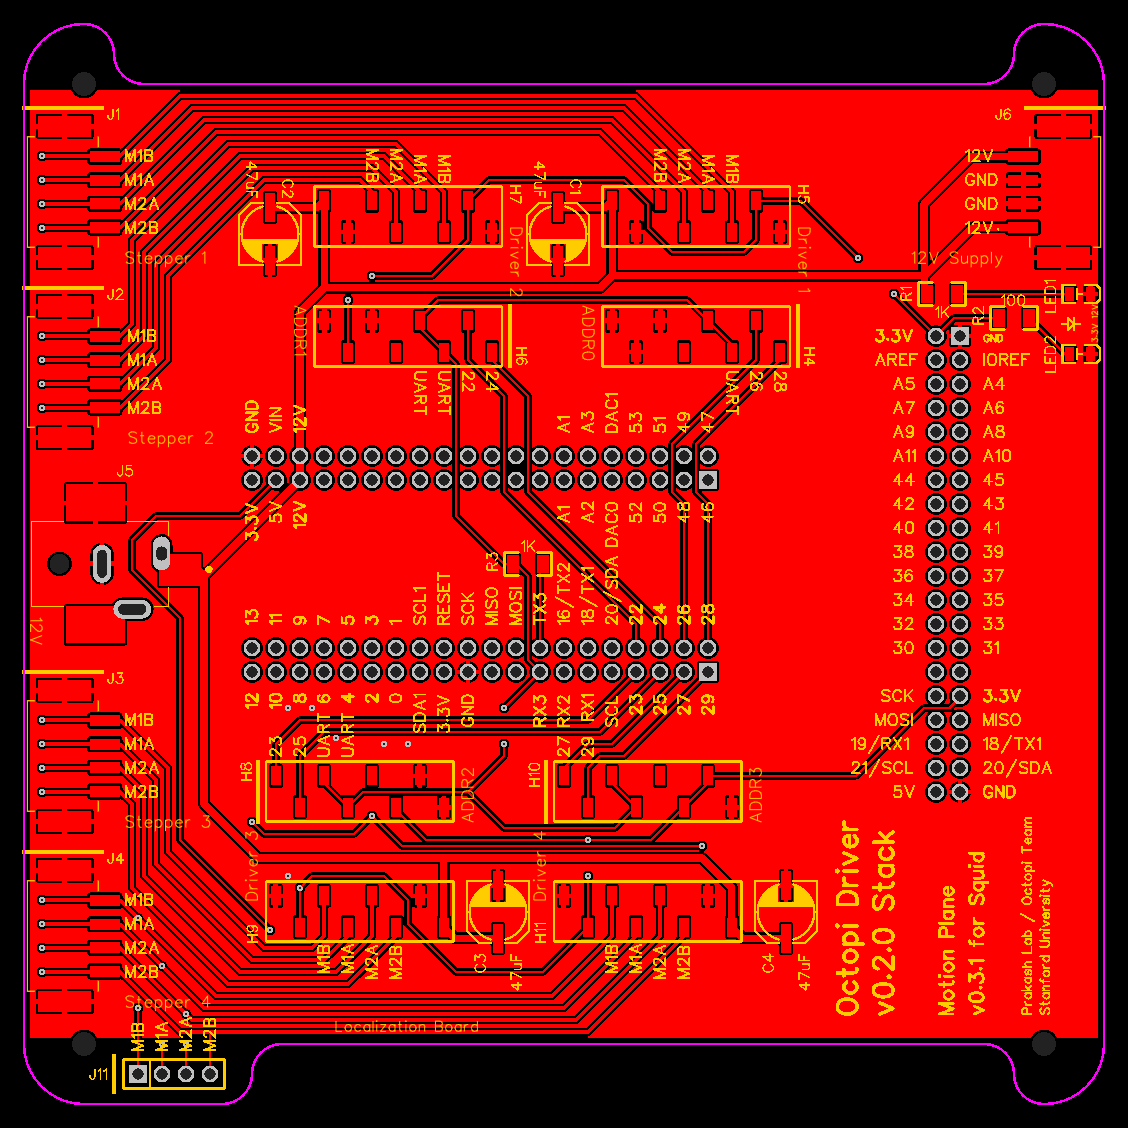 J1
M1B
M1A
M2A
M2B
Stepper 1
J2
M1B
M1A
M2A
M2B
Stepper 2
47uF
C2
M2B
M2A
M1A
M1B
H7
Driver 2
47uF
C1
M2B
M2A
M1A
M1B
H5
Driver 1
J6
12V
GND
GND
12V
12V Supply
R1
1K
R2
100
LED1
LED2
3.3V
12V
ADDR1
H6
UART
UART
22
24
ADDR0
H4
UART
26
28
GND
VIN
12V
A1
A3
DAC1
53
51
49
47
3.3V
5V
12V
A1
A2
DAC0
52
50
48
46
J5
12V
R3
1K
13
11
9
7
5
3
1
SCL1
RESET
SCK
MISO
MOSI
TX3
16/TX2
18/TX1
20/SDA
22
24
26
28
12
10
8
6
4
2
0
SDA1
3.3V
GND
RX3
RX2
RX1
SCL
23
25
27
29
3.3V
AREF
IOREF
A5
A4
A7
A6
A9
A8
A11
A10
44
45
42
43
40
41
38
39
36
37
34
35
32
33
30
31
SCK
3.3V
MOSI
MISO
19/RX1
18/TX1
21/SCL
20/SDA
5V
GND
J3
M1B
M1A
M2A
M2B
Stepper 3
J4
M1B
M1A
M2A
M2B
Stepper 4
23
25
UART
UART
H8
ADDR2
27
29
H10
ADDR3
Driver 3
H9
M1B
M1A
M2A
M2B
C3
47uF
Driver 4
H11
M1B
M1A
M2A
M2B
C4
47uF
Localization Board
M1B
M1A
M2A
M2B
J11
Octopi Driver
v0.2.0 Stack
Motion Plane
v0.3.1 for Squid
Prakash Lab / Octopi Team
Stanford University